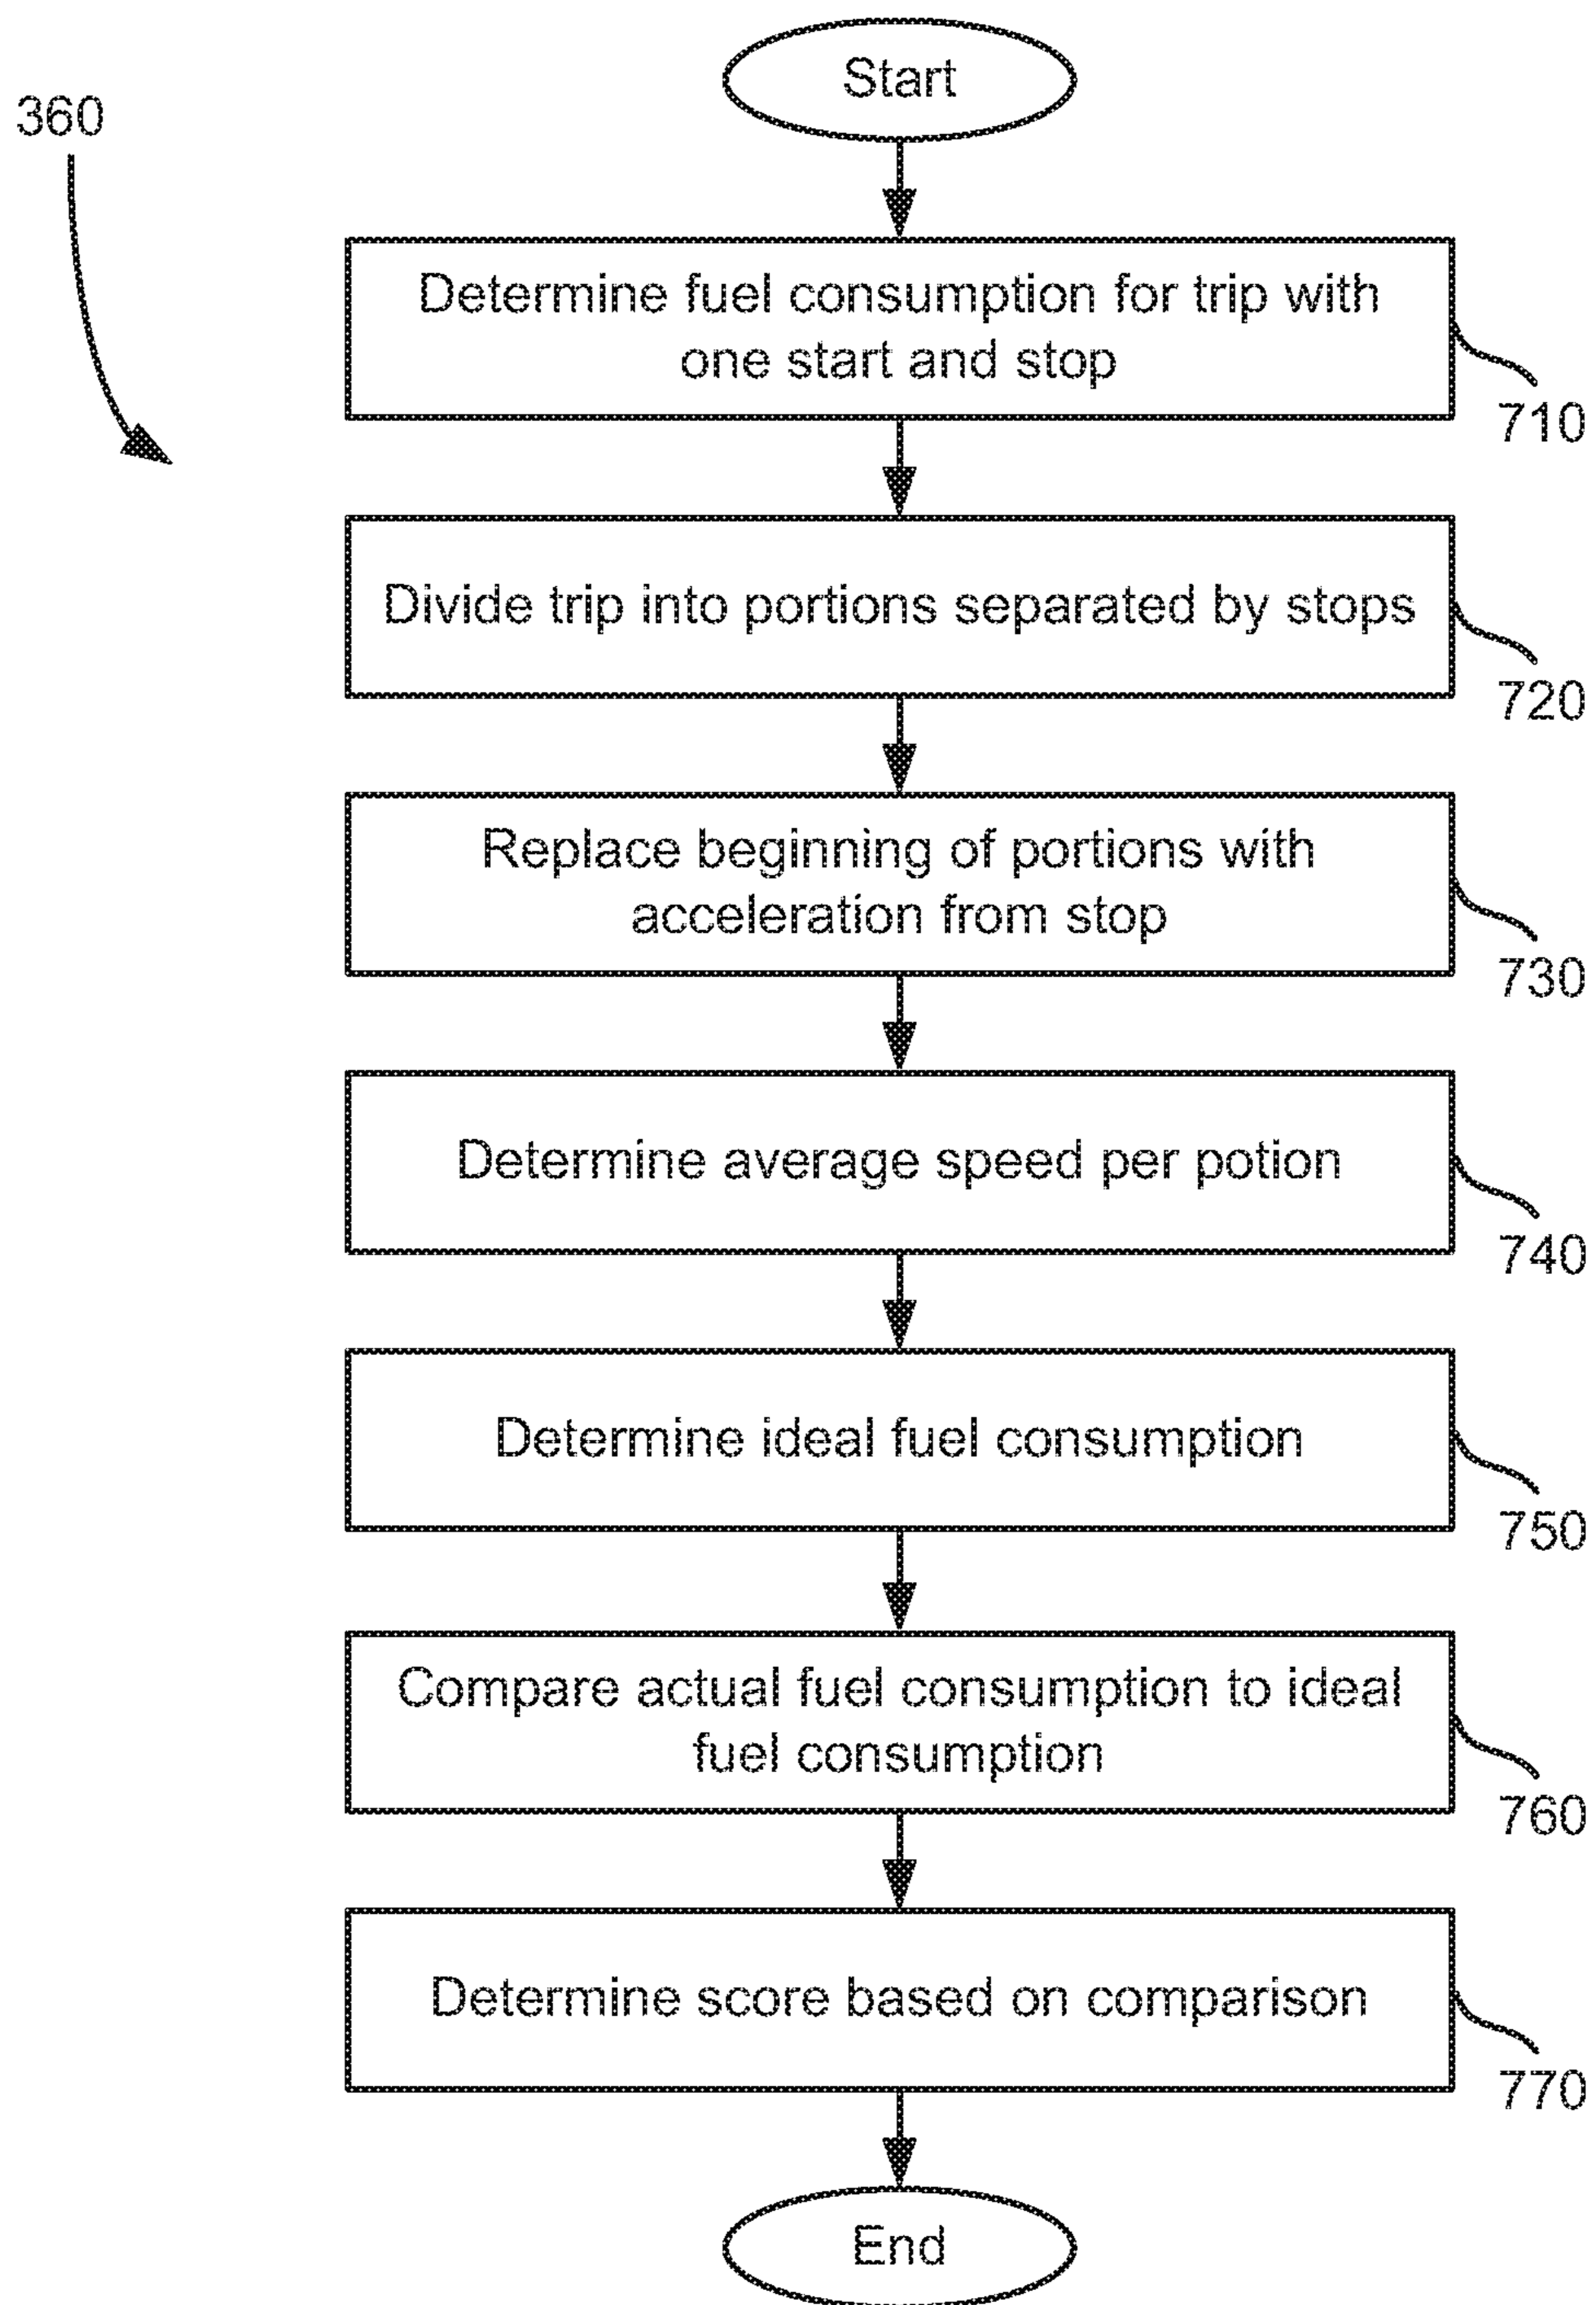 Start
360
Determine fuel consumption for trip with
one start and stop
710
Divide trip into portions separated by stops
720
Replace beginning of portions with
acceleration from stop
730
Determine average speed per potion
740
Determine ideal fuel consumption
750
Compare actual fuel consumption to ideal
fuel consumption
760
Determine score based on comparison
770
End